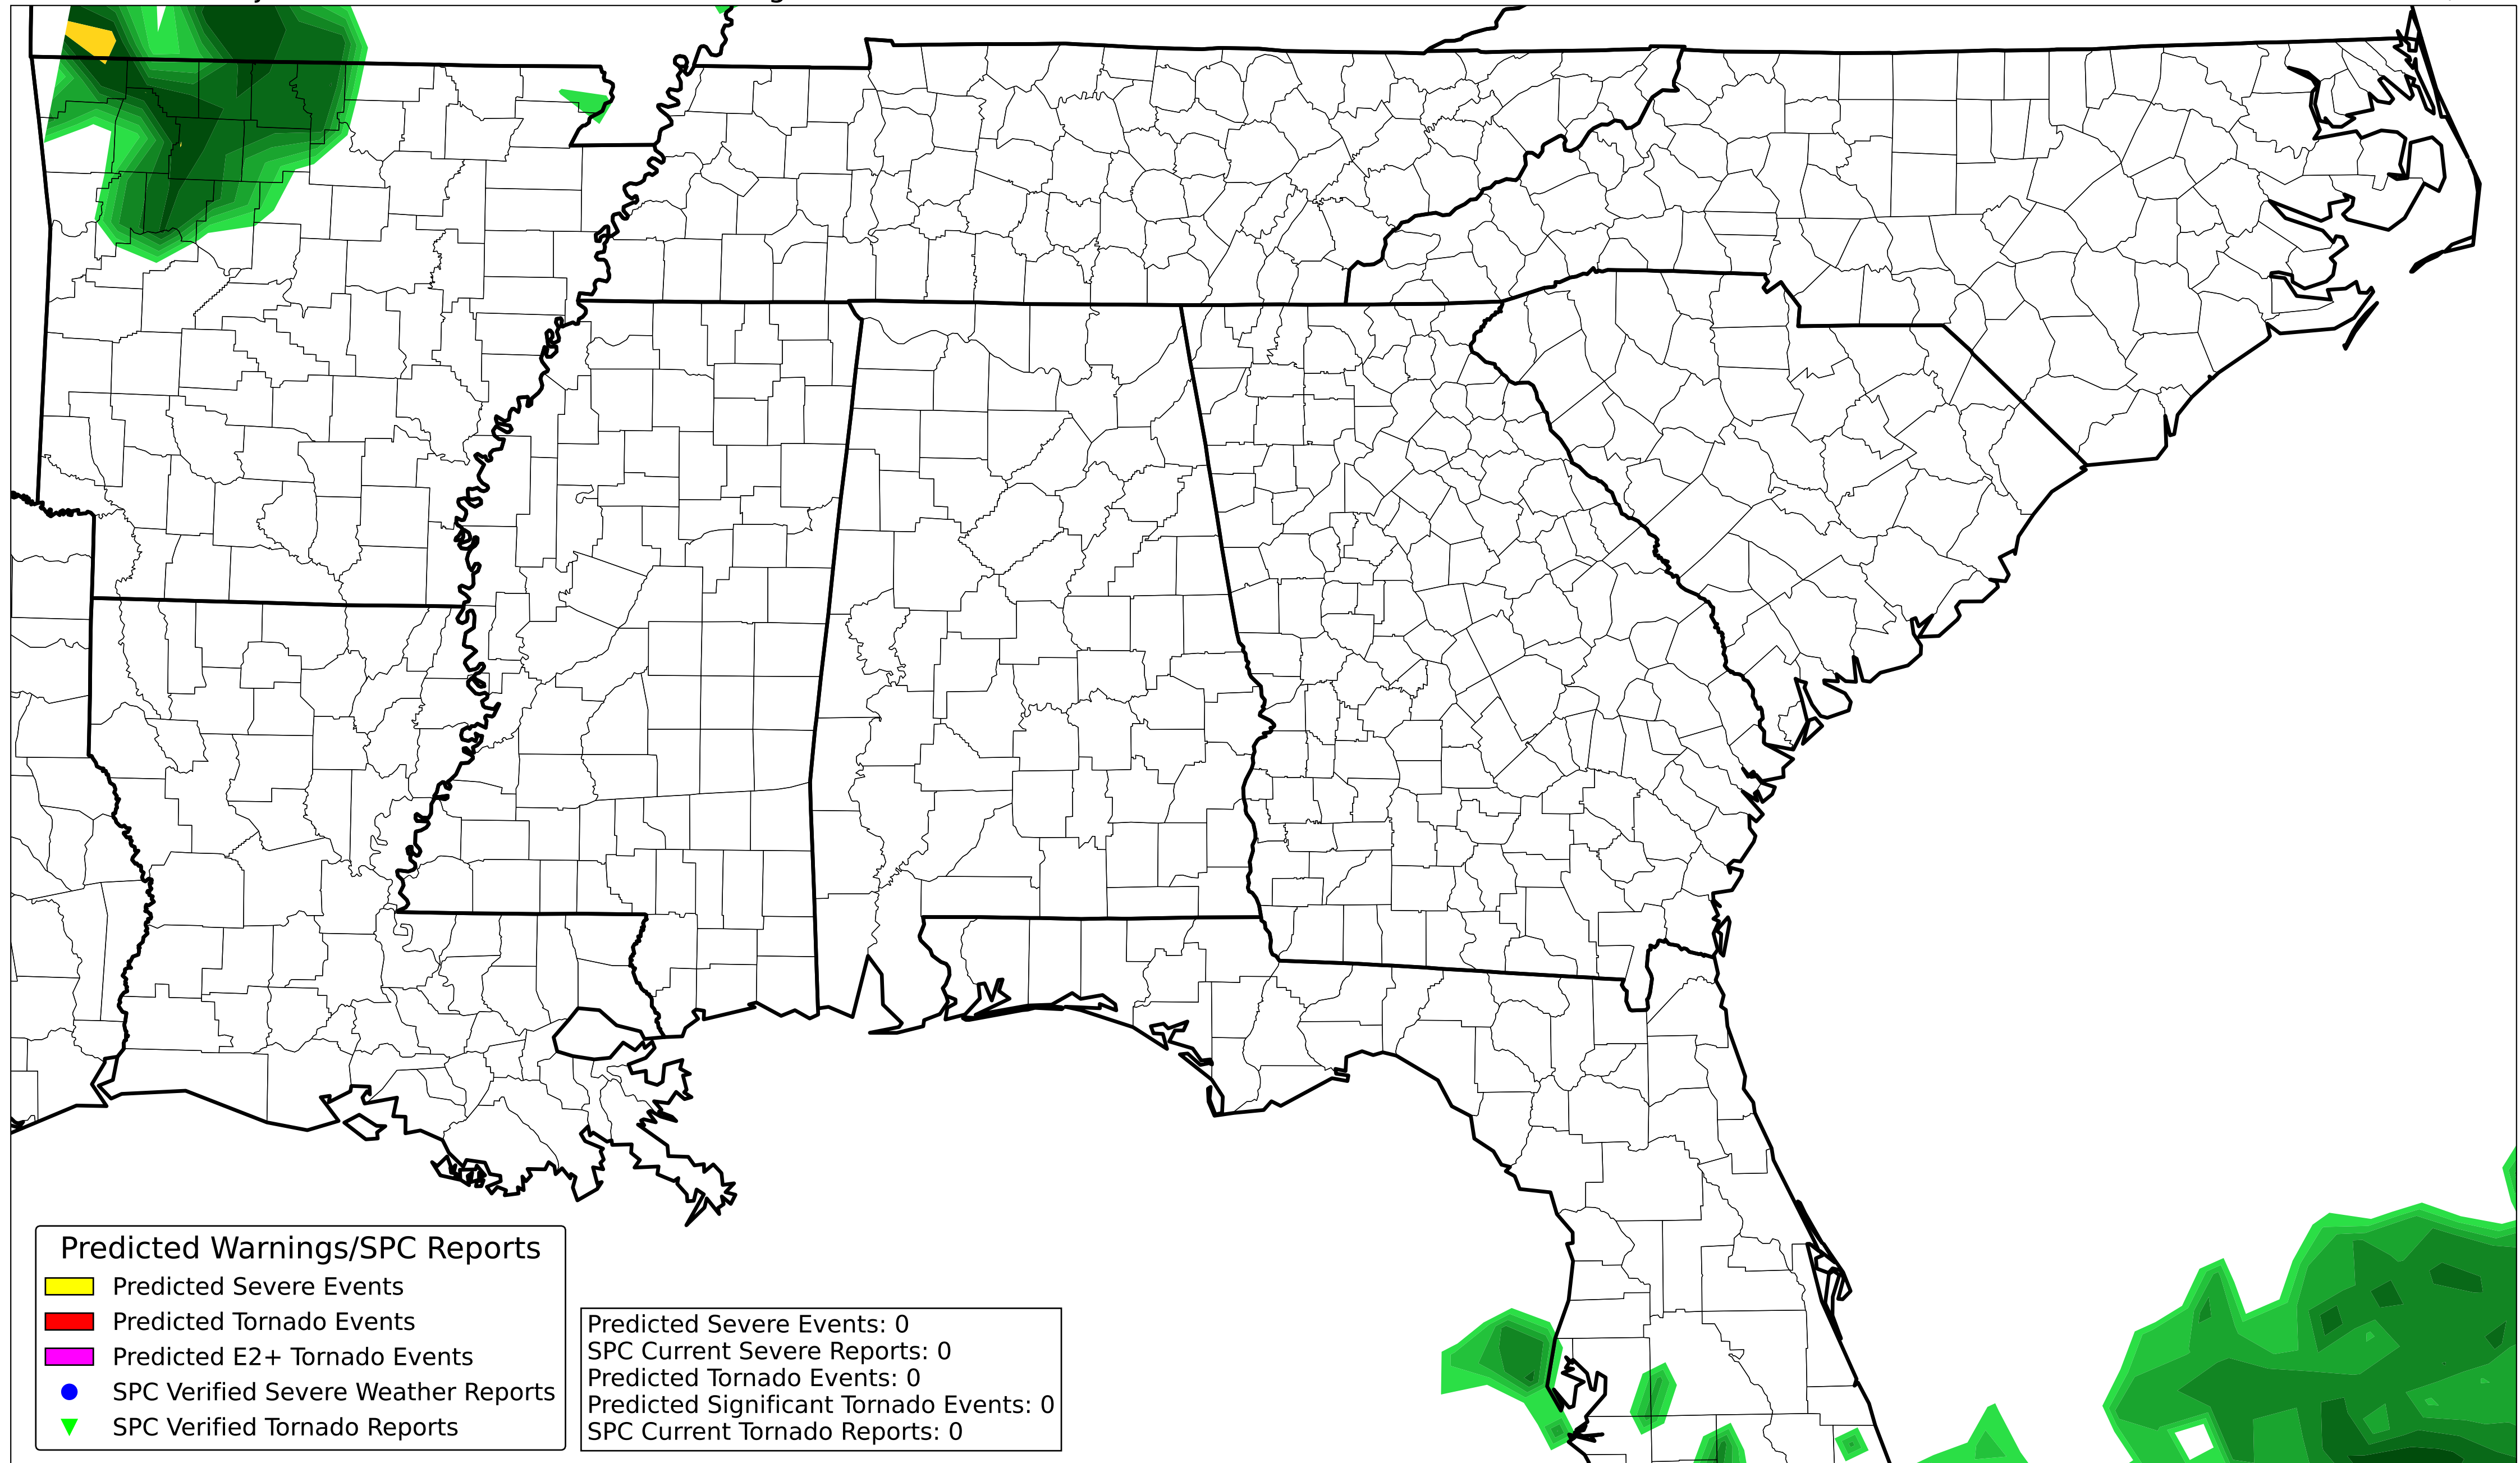 Predicted Warnings/SPC Reports
Predicted Severe Events
Predicted Tornado Events
Predicted E2+ Tornado Events
SPC Verified Severe Weather Reports
SPC Verified Tornado Reports
Predicted Severe Events: 0
SPC Current Severe Reports: 0
Predicted Tornado Events: 0
Predicted Significant Tornado Events: 0
SPC Current Tornado Reports: 0